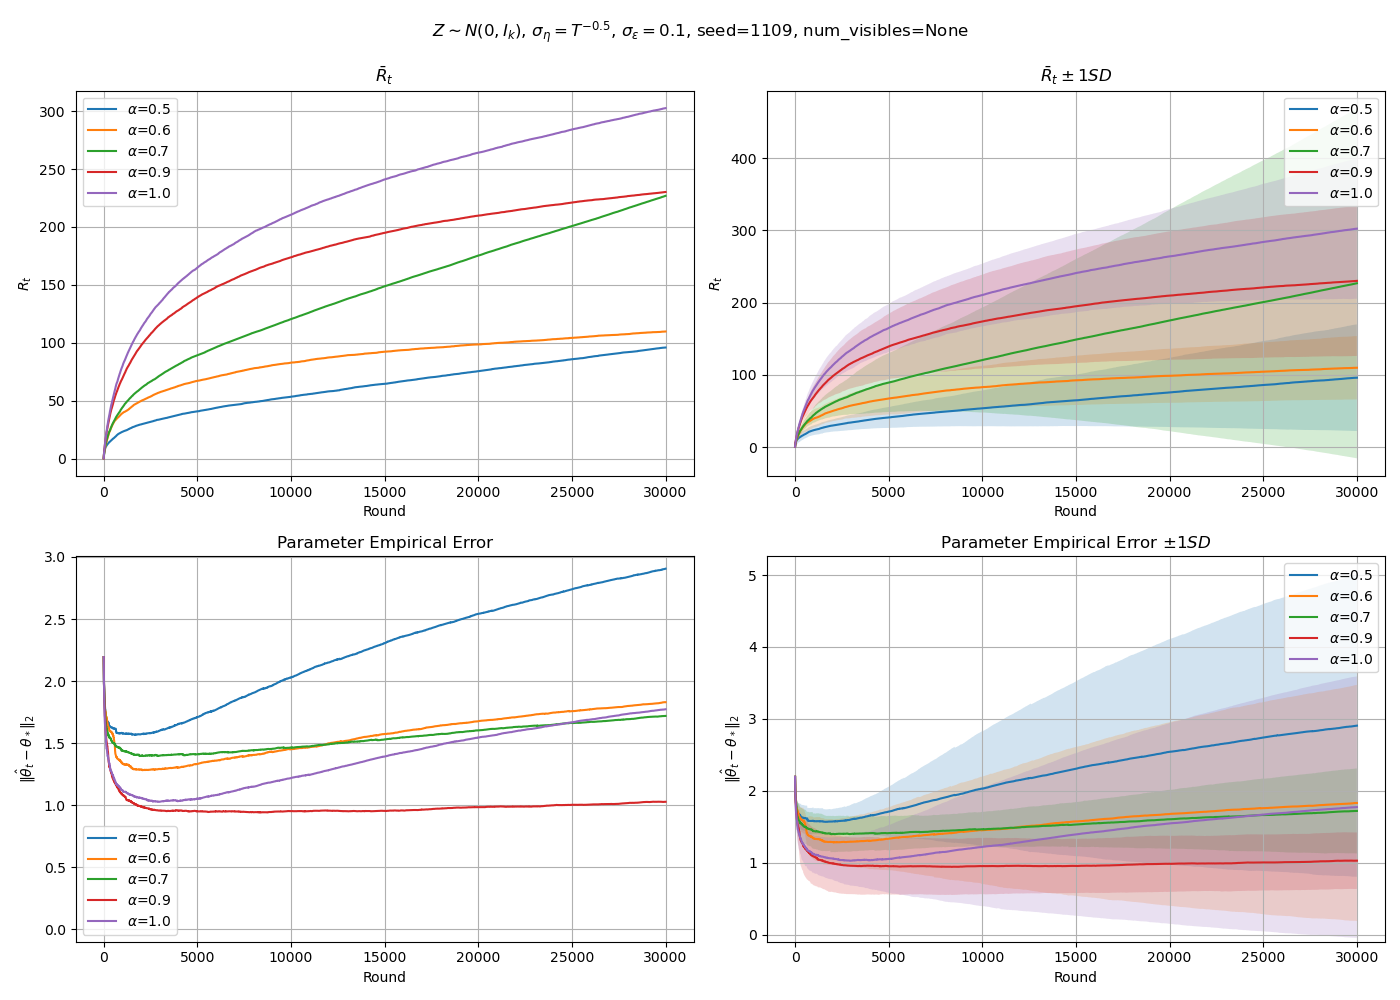 Z ∼ N(0, I_k), σ_η = T^{−0.5}, σ_ε = 0.1, seed=1109, num_visibles=None
R̄_t
R_t
300
250
200
150
100
50
0
α=0.5
α=0.6
α=0.7
α=0.9
α=1.0
0 5000 10000 15000 20000 25000 30000
Round
R̄_t ± 1SD
R_t
400
300
200
100
0
α=0.5
α=0.6
α=0.7
α=0.9
α=1.0
0 5000 10000 15000 20000 25000 30000
Round
Parameter Empirical Error
‖θ̂_t − θ_*‖_2
3.0
2.5
2.0
1.5
1.0
0.5
0.0
α=0.5
α=0.6
α=0.7
α=0.9
α=1.0
0 5000 10000 15000 20000 25000 30000
Round
Parameter Empirical Error ±1SD
‖θ̂_t − θ_*‖_2
5
4
3
2
1
0
α=0.5
α=0.6
α=0.7
α=0.9
α=1.0
0 5000 10000 15000 20000 25000 30000
Round